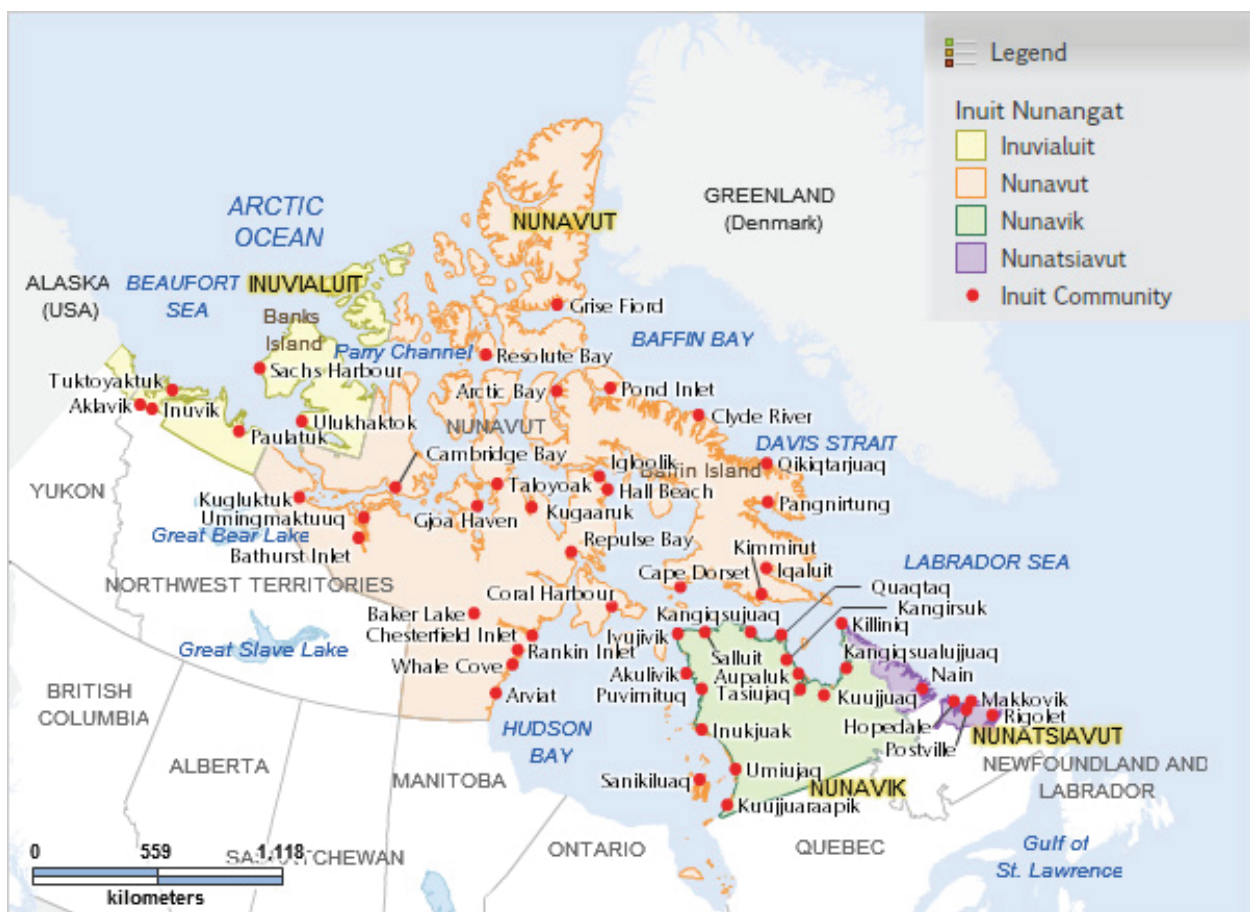 Legend
Inuit Nunangat
Inuvialuit
Nunavut
Nunavik
Nunatsiavut
Inuit Community
GREENLAND
(Denmark)
ARCTIC
OCEAN
NUNAVUT
ALASKA
(USA)
BEAUFORT
SEA
INUVIALUIT
Banks
Island
Grise Fiord
BAFFIN BAY
Parry Channel
Resolute Bay
Sachs Harbour
Tuktoyaktuk
Arctic Bay
Pond Inlet
Aklavik
Inuvik
Clyde River
Ulukhaktok
NUNAVUT
Paulatuk
DAVIS STRAIT
Cambridge Bay
Igloolik
Baffin Island
Qikiqtarjuaq
YUKON
Kugluktuk
Taloyoak
Hall Beach
Pangnirtung
Umingmaktuuq
Gjoa Haven
Kugaaruk
Great Bear Lake
Bathurst Inlet
Repulse Bay
Kimmirut
LABRADOR SEA
NORTHWEST TERRITORIES
Cape Dorset
Iqaluit
Quaqtaq
Coral Harbour
Kangirsuk
Baker Lake
Kangiqsujuaq
Killiniq
Chesterfield Inlet
Ivujivik
Great Slave Lake
Rankin Inlet
Salluit
Kangiqsualujjuaq
Whale Cove
Akulivik
Aupaluk
Nain
BRITISH
COLUMBIA
Arviat
Puvirnituq
Tasiujaq
Kuujjuaq
Makkovik
Rigolet
Hopedale
HUDSON
BAY
Inukjuak
Postville
NUNATSIAVUT
ALBERTA
MANITOBA
Sanikiluaq
Umiujaq
NUNAVIK
NEWFOUNDLAND AND
LABRADOR
Kuujjuaraapik
0 559 1,118
SASKATCHEWAN
ONTARIO
QUEBEC
Gulf of
St. Lawrence
kilometers